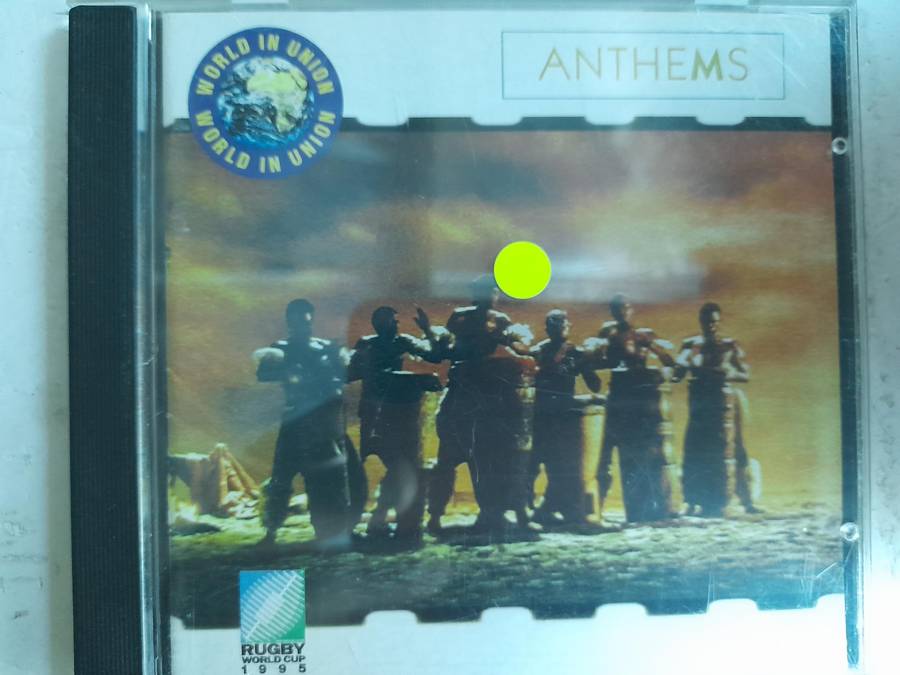 WORLD IN UNION
WORLD IN UNION
ANTHEMS
RUGBY
WORLD CUP
1995